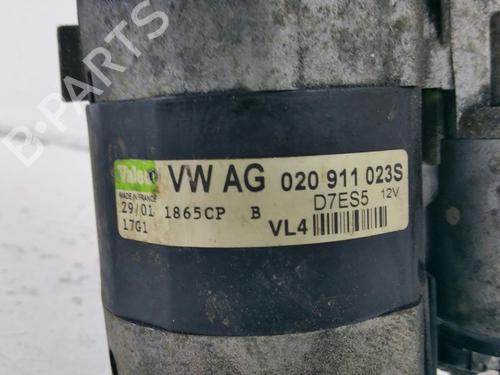 Valeo VW AG 020 911 023S
MADE IN FRANCE D7ES5 12V
29/01 1865CP B
17G1 VL4
B-PARTS